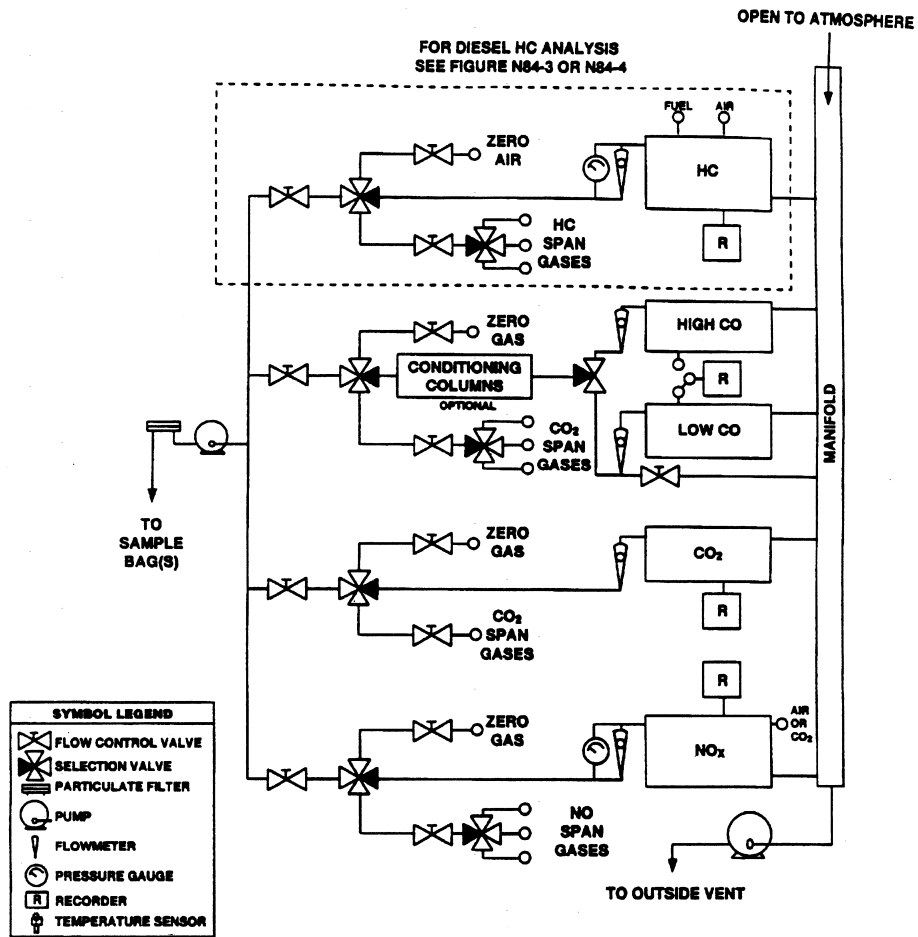 OPEN TO ATMOSPHERE
FOR DIESEL HC ANALYSIS
SEE FIGURE N84-3 OR N84-4
FUEL
AIR
ZERO
AIR
HC
R
HC
SPAN
GASES
ZERO
GAS
HIGH CO
CONDITIONING
COLUMNS
OPTIONAL
R
LOW CO
CO₂
SPAN
GASES
MANIFOLD
TO
SAMPLE
BAG(S)
ZERO
GAS
CO₂
R
CO₂
SPAN
GASES
R
ZERO
GAS
AIR
OR
CO₂
NOx
NO
SPAN
GASES
TO OUTSIDE VENT
SYMBOL LEGEND
FLOW CONTROL VALVE
SELECTION VALVE
PARTICULATE FILTER
PUMP
FLOWMETER
PRESSURE GAUGE
R RECORDER
TEMPERATURE SENSOR